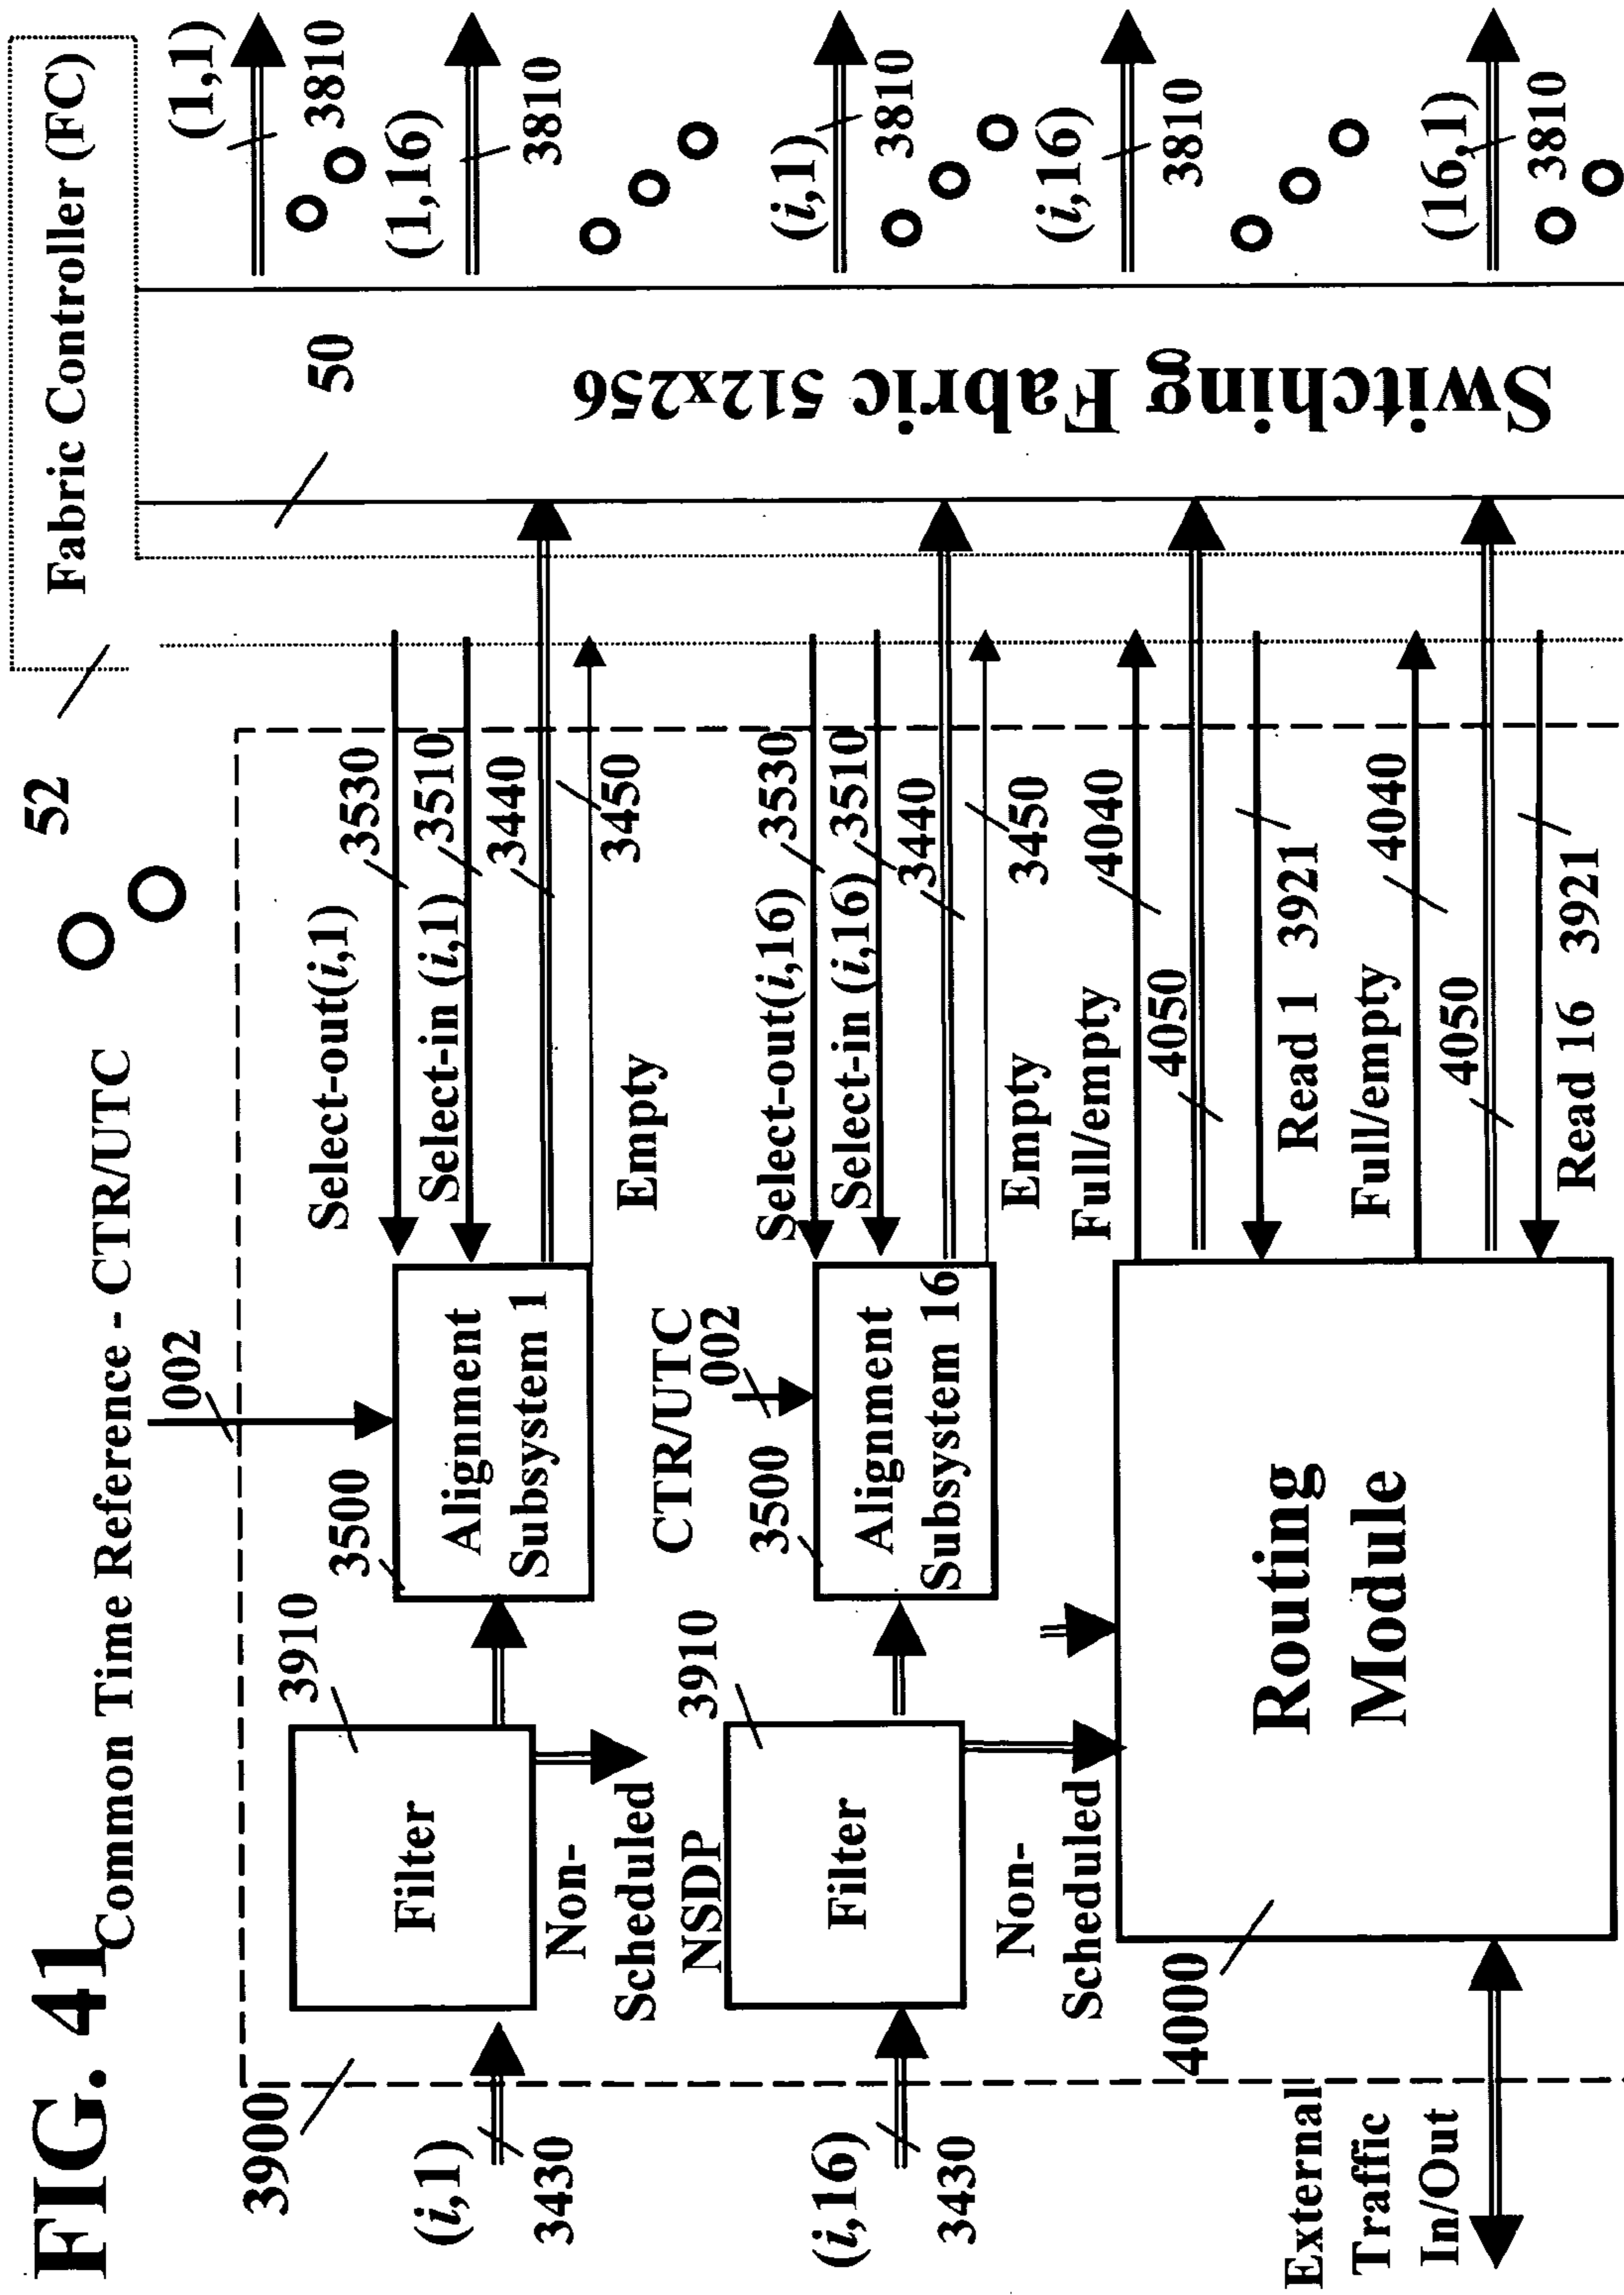 FIG. 41
52
Fabric Controller (FC)
Common Time Reference - CTR/UTC
002
3900
3910
3500
Select-out(i,1)
3530
Select-in (i,1)
3510
3440
3450
Empty
(i,1)
3430
Filter
Alignment
Subsystem 1
Non-
Scheduled
CTR/UTC
002
NSDP
3910
3500
Select-out(i,16)
3530
Select-in (i,16)
3510
3440
3450
Empty
(i,16)
3430
Filter
Alignment
Subsystem 16
Non-
Scheduled
4000
Routing
Module
Full/empty
4040
4050
Read 1
3921
Full/empty
4040
4050
Read 16
3921
External
Traffic
In/Out
50
Switching Fabric 512x256
(1,1)
3810
(1,16)
3810
(i,1)
3810
(i,16)
3810
(16,1)
3810